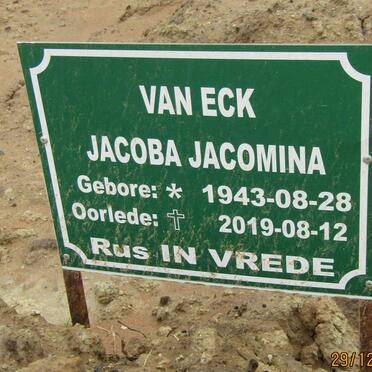 VAN ECK
JACOBA JACOMINA
Gebore: * 1943-08-28
Oorlede: ✝ 2019-08-12
Rus IN VREDE
29/12